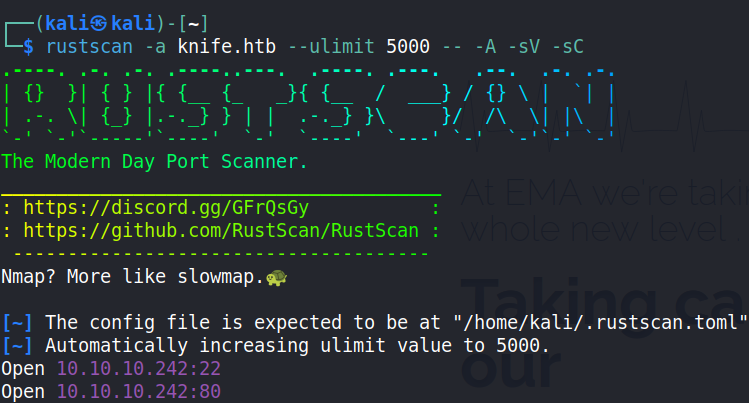 ┌──(kali㉿kali)-[~]
└─$ rustscan -a knife.htb --ulimit 5000 -- -A -sV -sC
.----. .-. .-. .----..---.  .----. .---.   .--.  .-. .-.
| {}  }| { } |{ {__ {_   _}{ {__  /  ___} / {} \ |  `| |
| .-. \| {_} |.-._} } | |  .-._} }\     }/  /\  \| |\  |
`-' `-'`-----'`----'  `-'  `----'  `---' `-'  `-'`-' `-'
The Modern Day Port Scanner.
________________________________________
: https://discord.gg/GFrQsGy           :
: https://github.com/RustScan/RustScan :
 --------------------------------------
Nmap? More like slowmap.🐢
At EMA we're taki
whole new level
[~] The config file is expected to be at "/home/kali/.rustscan.toml"
[~] Automatically increasing ulimit value to 5000.
Taking ca
our
Open 10.10.10.242:22
Open 10.10.10.242:80